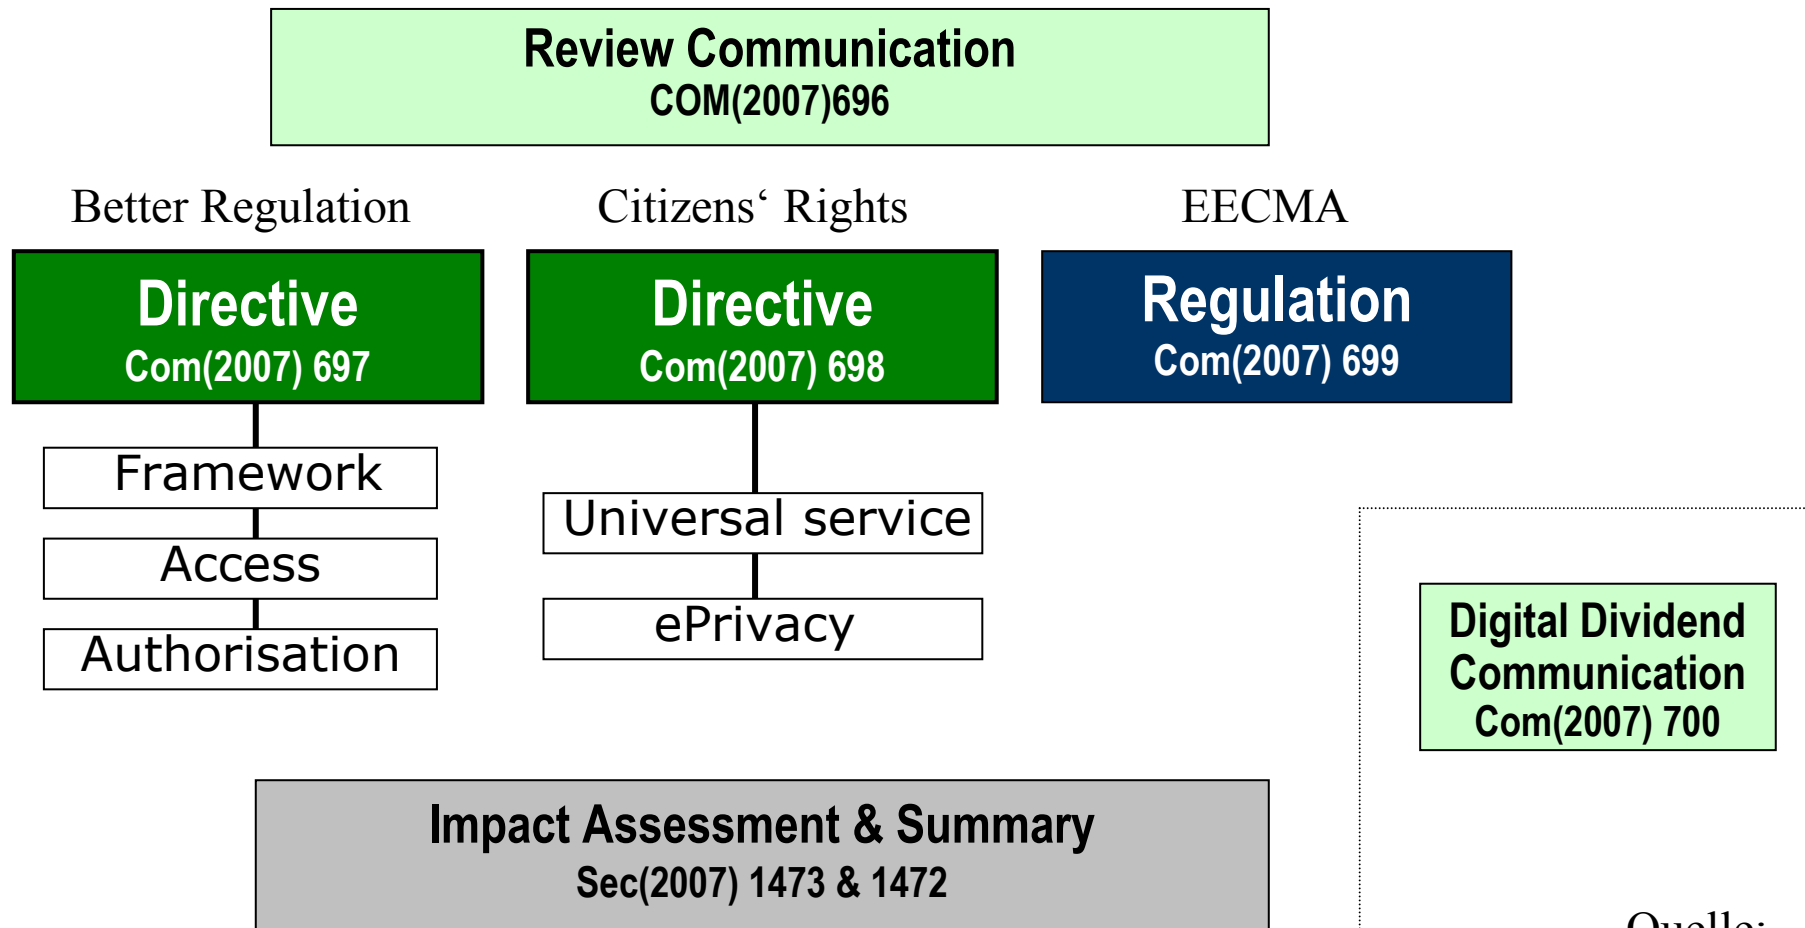 Review Communication
COM(2007)696
Better Regulation
Citizens‘ Rights
EECMA
Directive
Com(2007) 697
Directive
Com(2007) 698
Regulation
Com(2007) 699
Framework
Access
Authorisation
Universal service
ePrivacy
Digital Dividend
Communication
Com(2007) 700
Impact Assessment & Summary
Sec(2007) 1473 & 1472
Quelle: